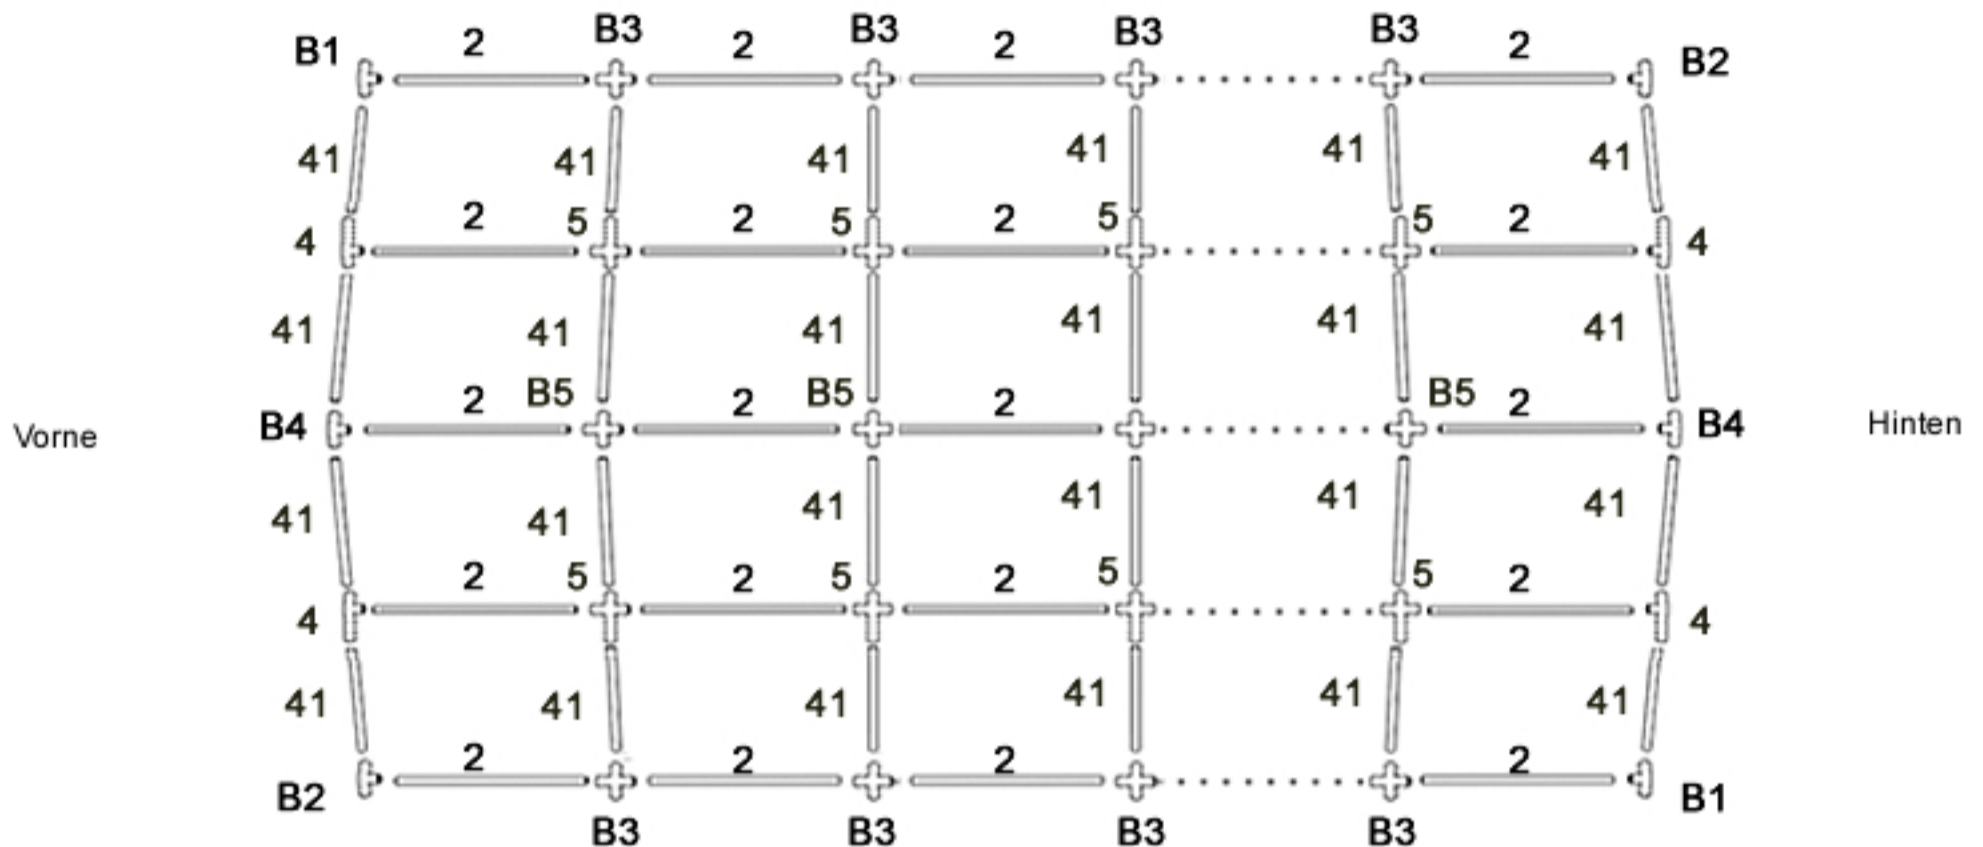 B1 2 B3 2 B3 2 B3 B3 2 B2
41 41 41 41 41 41
4 2 5 2 5 2 5 5 2 4
41 41 41 41 41 41
Vorne B4 2 B5 2 B5 2 B5 2 B4 Hinten
41 41 41 41 41 41
4 2 5 2 5 2 5 5 2 4
41 41 41 41 41 41
B2 2 2 2 2 B1
B3 B3 B3 B3